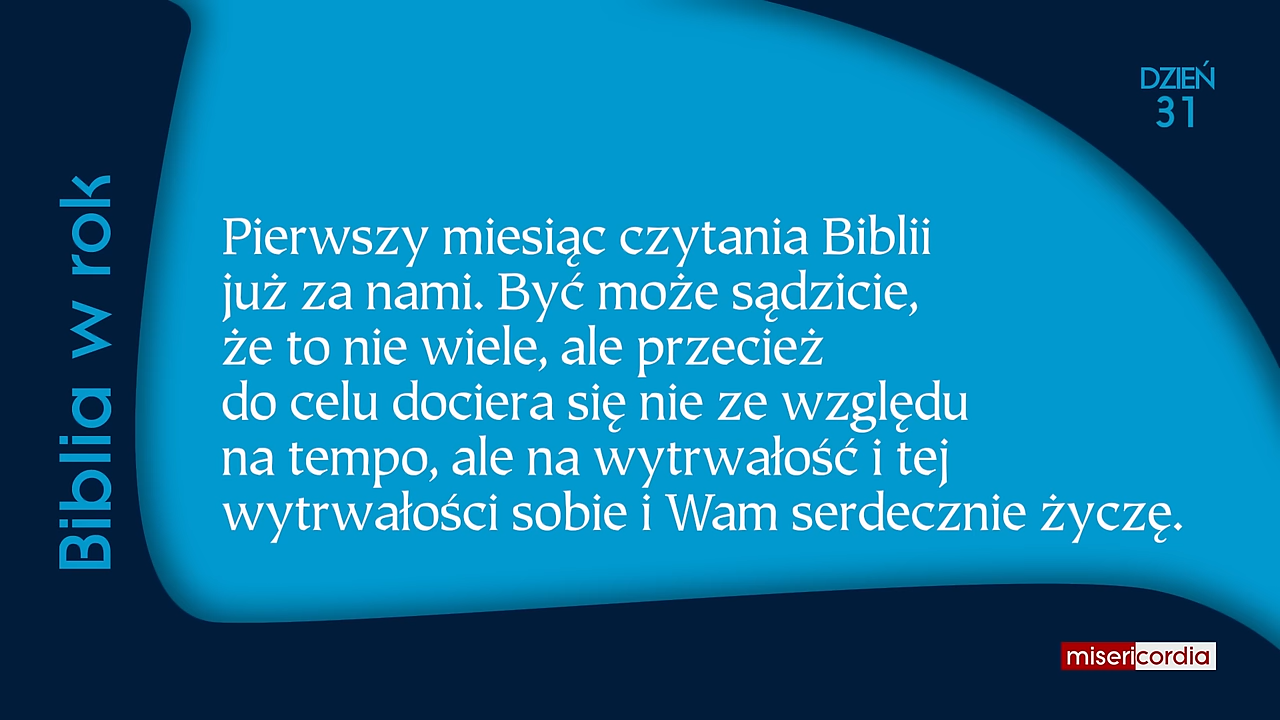 DZIEŃ
31
Biblia w rok
Pierwszy miesiąc czytania Biblii
już za nami. Być może sądzicie,
że to nie wiele, ale przecież
do celu dociera się nie ze względu
na tempo, ale na wytrwałość i tej
wytrwałości sobie i Wam serdecznie życzę.
misericordia